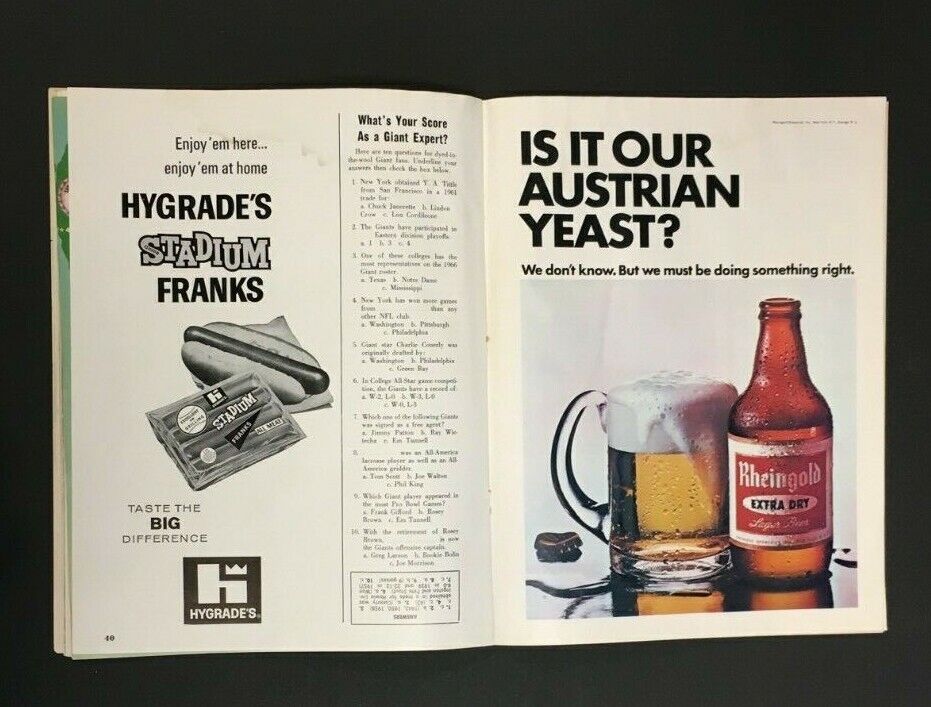 Enjoy 'em here...
enjoy 'em at home
HYGRADE'S
STADIUM
FRANKS
STADIUM
FRANKS ALL MEAT
TASTE THE
BIG
DIFFERENCE
HYGRADE'S
40
What's Your Score
As a Giant Expert?
Here are ten questions for dyed-in-
the-wool Giant fans. Underline your
answers then check the box below.
1. New York obtained Y. A. Tittle
from San Francisco in a 1961
trade for:
a. Chuck Janerette b. Linden
Crow c. Lou Cordileone
2. The Giants have participated in
Eastern division playoffs.
a. 1 b. 3 c. 4
3. One of these colleges has the
most representatives on the 1966
Giant roster.
a. Texas b. Notre Dame
c. Mississippi
4. New York has won more games
from than any
other NFL club.
a. Washington b. Pittsburgh
c. Philadelphia
5. Giant star Charlie Conerly was
originally drafted by:
a. Washington b. Philadelphia
c. Green Bay
6. In College All-Star game competi-
tion, the Giants have a record of:
a. W-2, L-0 b. W-3, L-0
c. W-0, L-3
7. Which one of the following Giants
was signed as a free agent?
a. Jimmy Patton b. Ray Wie-
techa c. Em Tunnell
8. was an All-America
lacrosse player as well as an All-
America gridder.
a. Tom Scott b. Joe Walton
c. Phil King
9. Which Giant player appeared in
the most Pro Bowl Games?
a. Frank Gifford b. Rosey
Brown c. Em Tunnell
10. With the retirement of Rosey
Brown, is now
the Giants offensive captain.
a. Greg Larson b. Bookie Bolin
c. Joe Morrison
ANSWERS
IS IT OUR
AUSTRIAN
YEAST?
We don't know. But we must be doing something right.
Rheingold
EXTRA DRY
Lager Beer